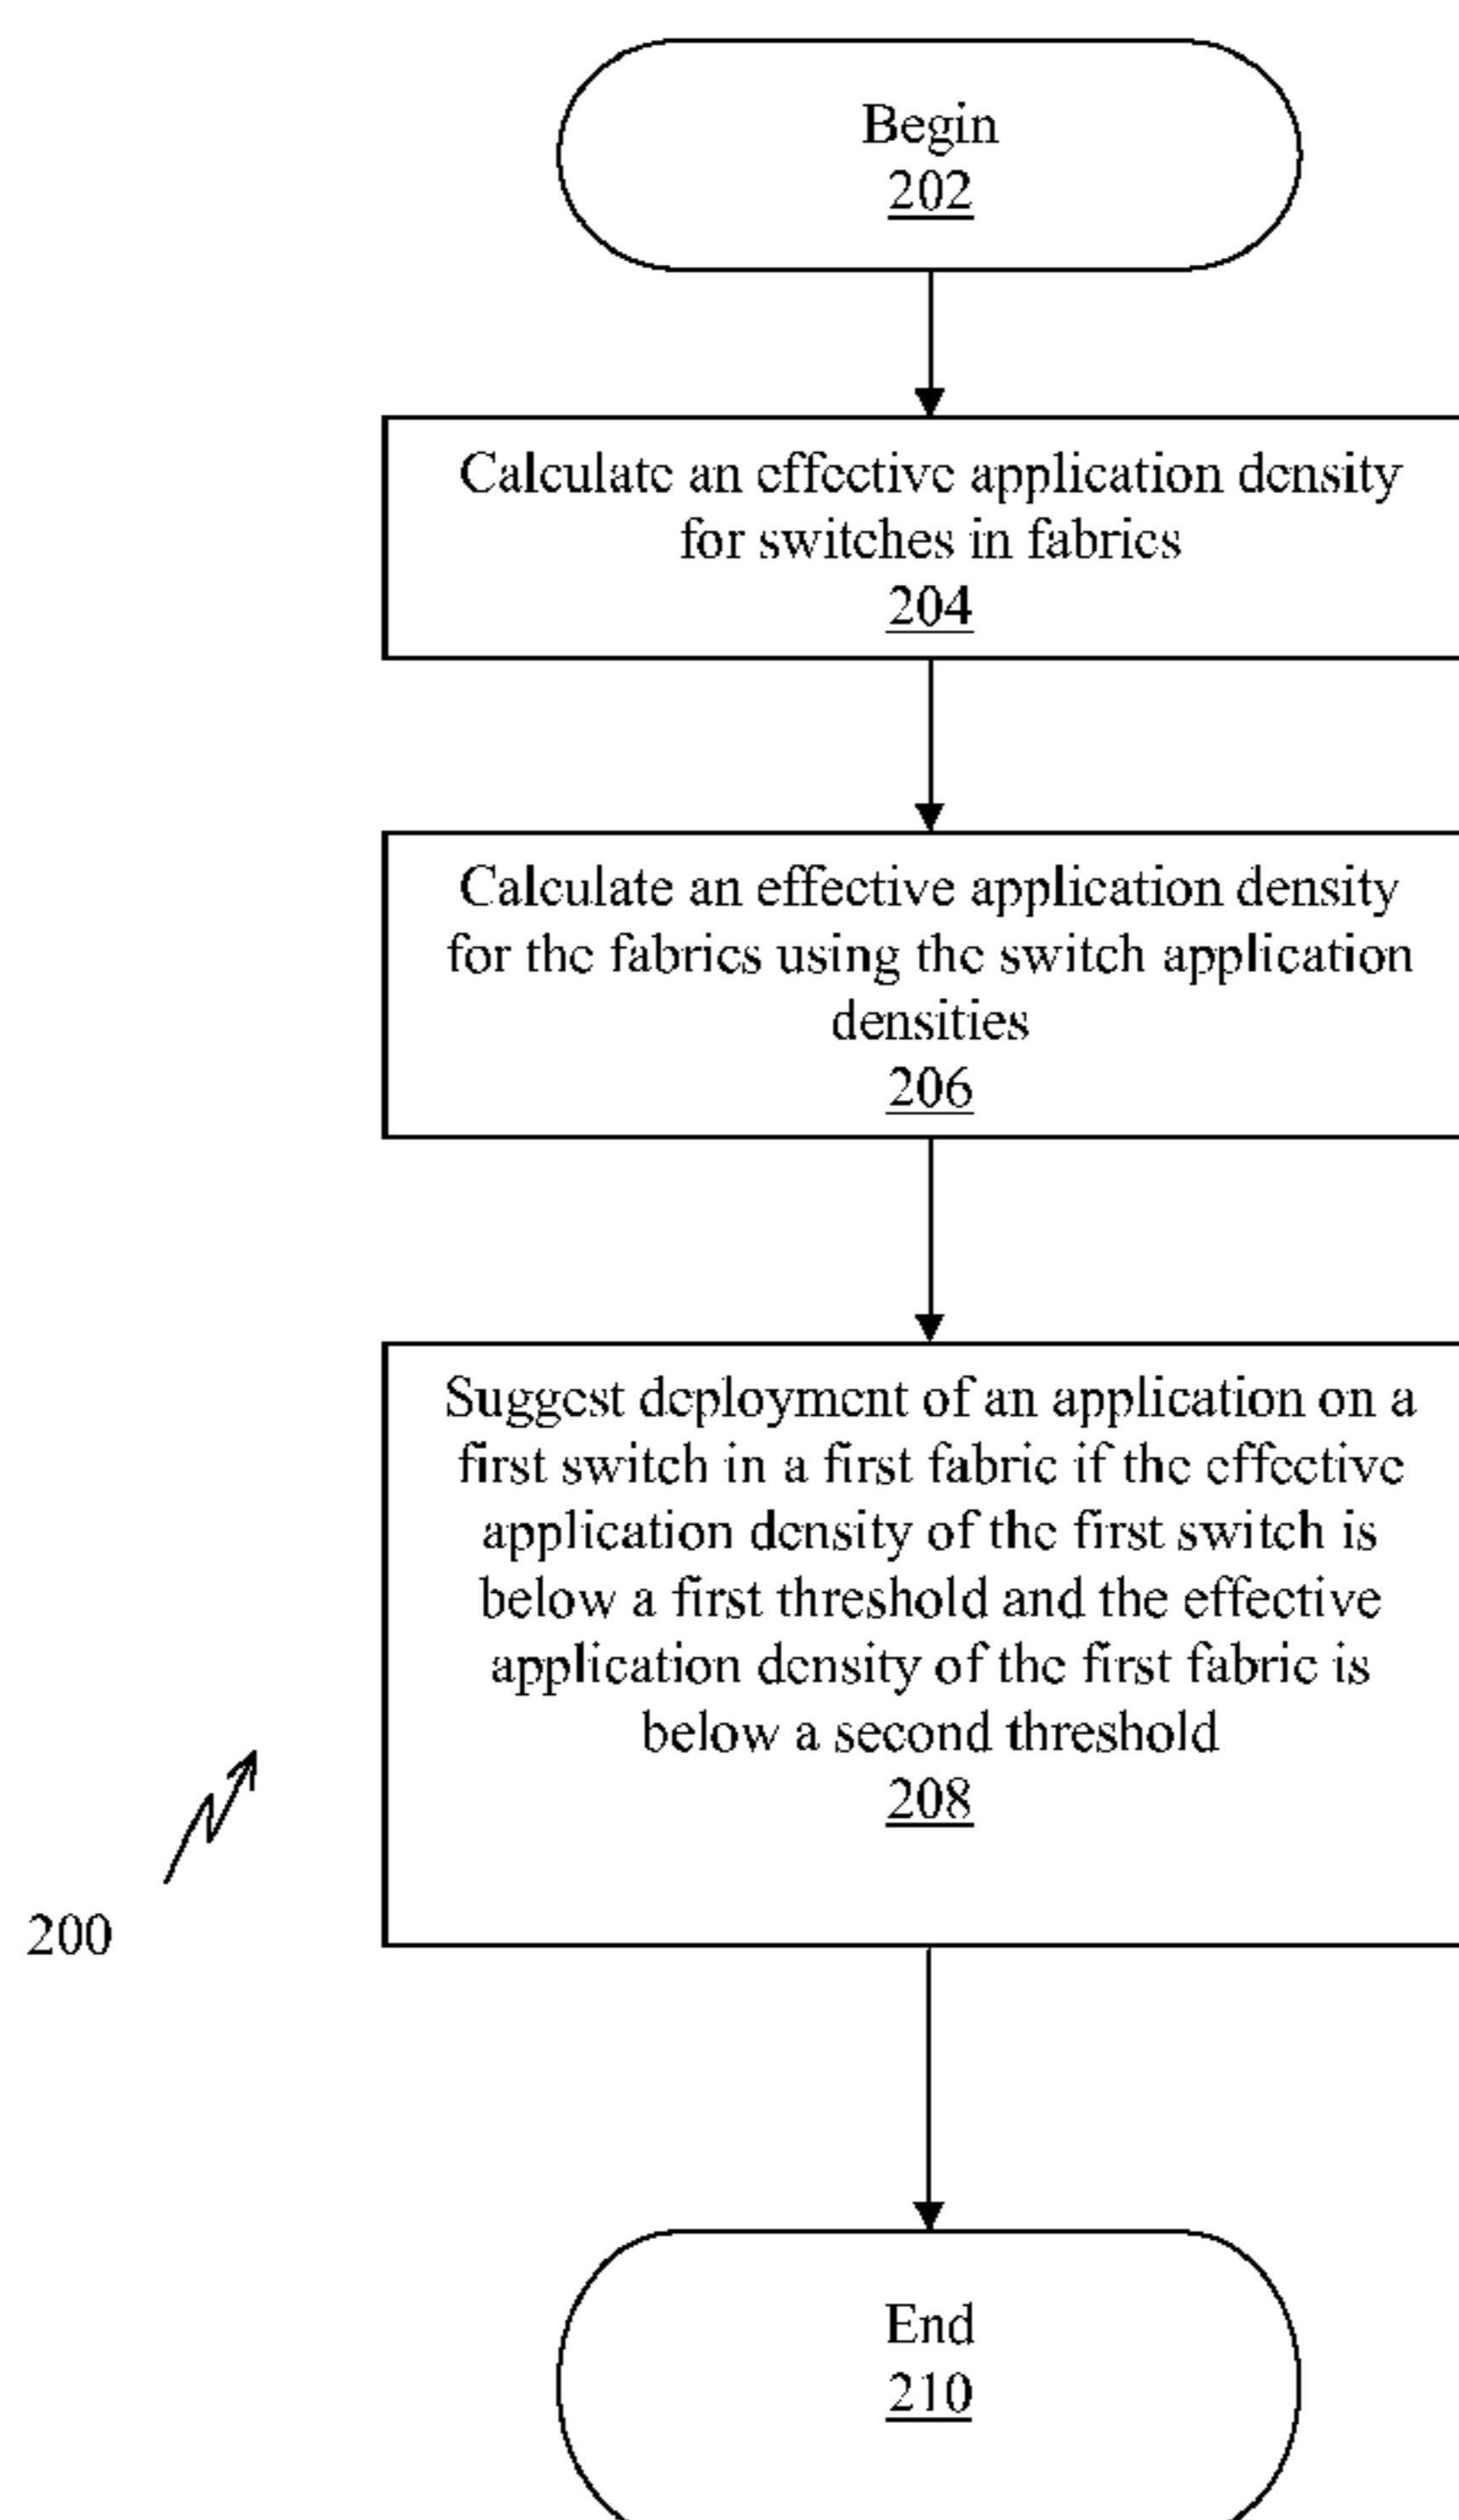 Begin
202
Calculate an effective application density
for switches in fabrics
204
Calculate an effective application density
for the fabrics using the switch application
densities
206
Suggest deployment of an application on a
first switch in a first fabric if the effective
application density of the first switch is
below a first threshold and the effective
application density of the first fabric is
below a second threshold
208
200
End
210